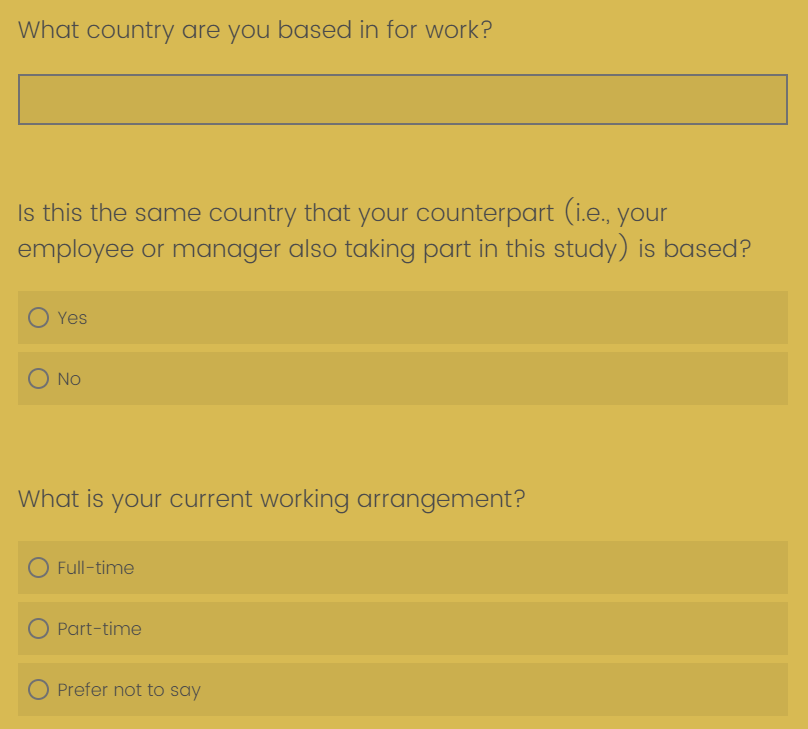 What country are you based in for work?
Is this the same country that your counterpart (i.e., your
employee or manager also taking part in this study) is based?
Yes
No
What is your current working arrangement?
Full-time
Part-time
Prefer not to say